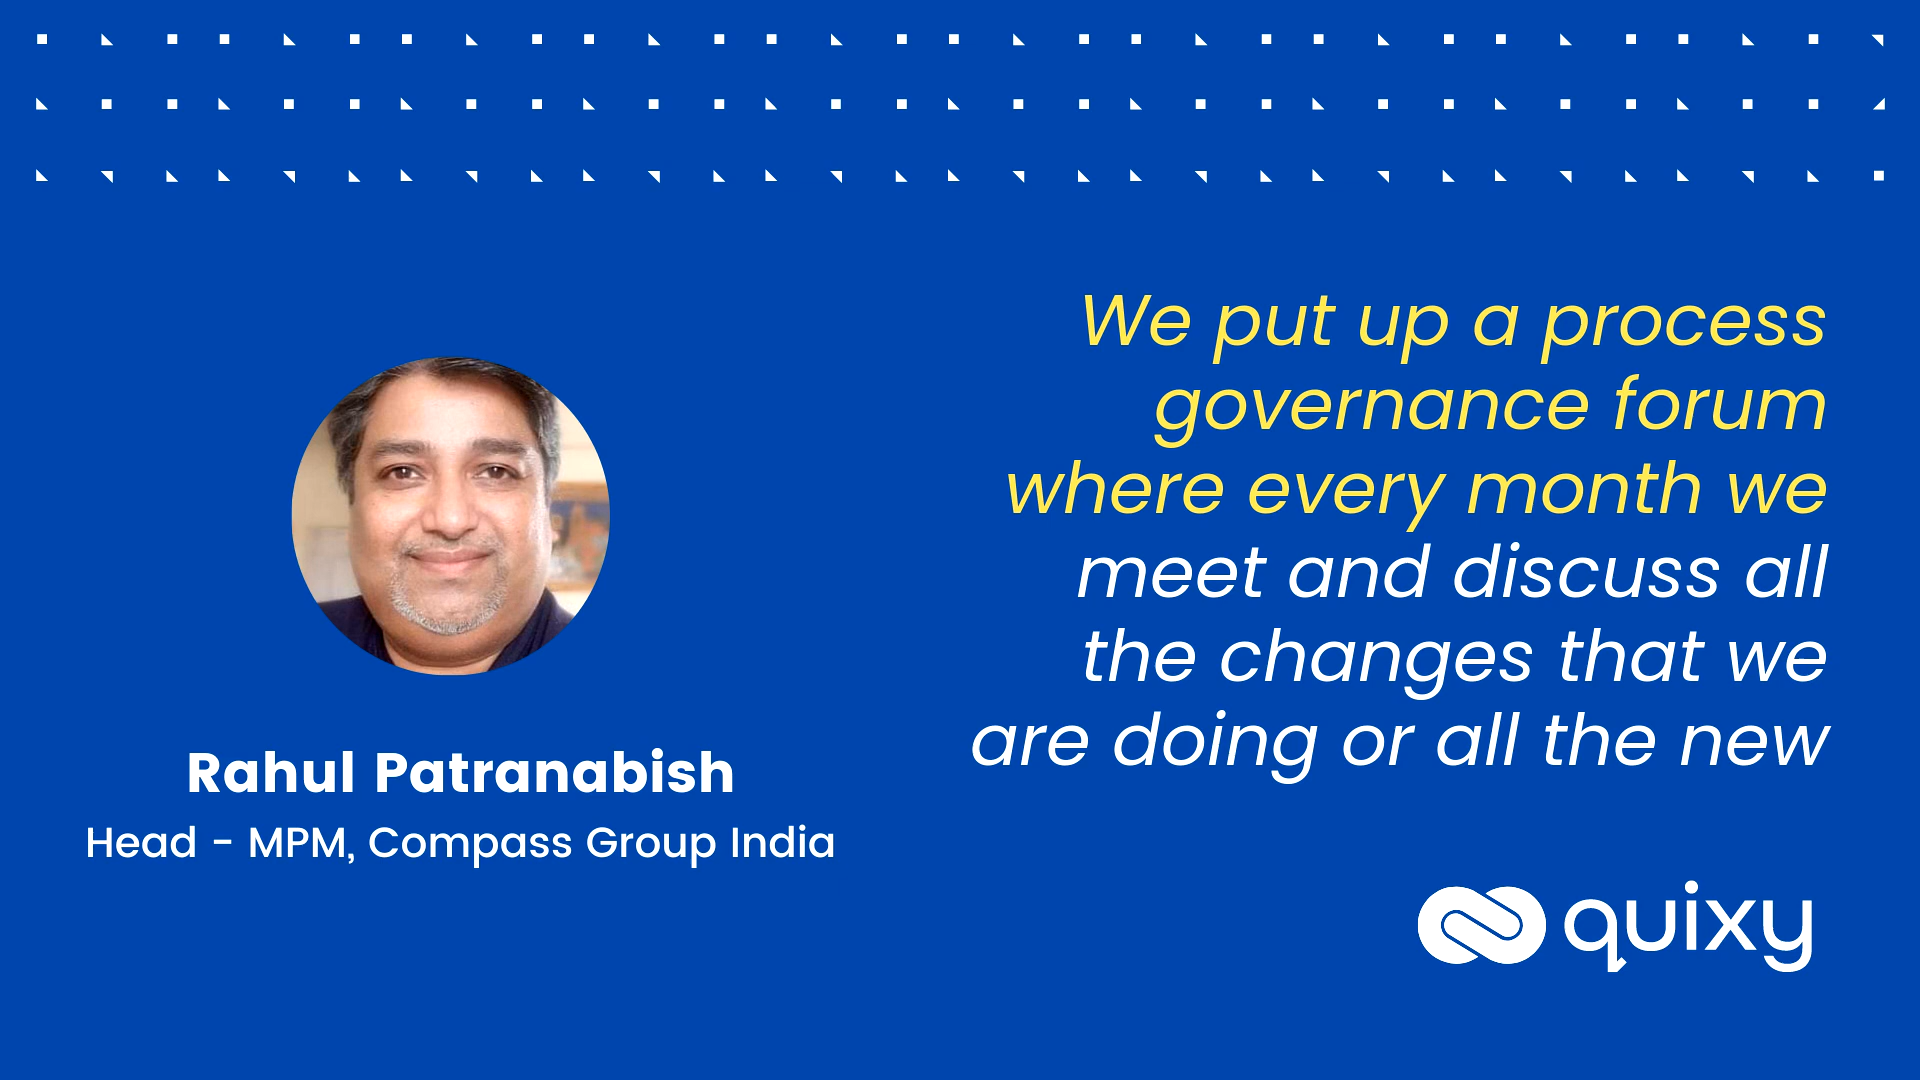 We put up a process
governance forum
where every month we
meet and discuss all
the changes that we
are doing or all the new
Rahul Patranabish
Head - MPM, Compass Group India
quixy